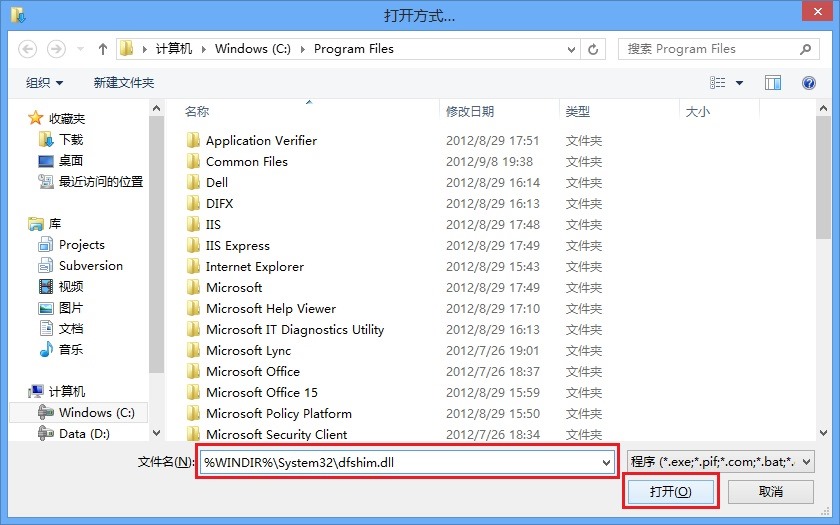 打开方式...
计算机 Windows (C:) Program Files
搜索 Program Files
组织 新建文件夹
名称 修改日期 类型 大小
收藏夹
下载
桌面
最近访问的位置
库
Projects
Subversion
视频
图片
文档
音乐
计算机
Windows (C:)
Data (D:)
Application Verifier 2012/8/29 17:51 文件夹
Common Files 2012/9/8 19:38 文件夹
Dell 2012/8/29 16:14 文件夹
DIFX 2012/8/29 16:13 文件夹
IIS 2012/8/29 17:48 文件夹
IIS Express 2012/8/29 17:49 文件夹
Internet Explorer 2012/8/29 15:43 文件夹
Microsoft 2012/8/29 17:49 文件夹
Microsoft Help Viewer 2012/8/29 17:10 文件夹
Microsoft IT Diagnostics Utility 2012/8/29 16:13 文件夹
Microsoft Lync 2012/7/26 19:01 文件夹
Microsoft Office 2012/7/26 18:37 文件夹
Microsoft Office 15 2012/8/29 15:59 文件夹
Microsoft Policy Platform 2012/8/29 15:50 文件夹
Microsoft Security Client 2012/7/26 18:34 文件夹
文件名(N): %WINDIR%\System32\dfshim.dll 程序 (*.exe;*.pif;*.com;*.bat;*.
打开(O) 取消